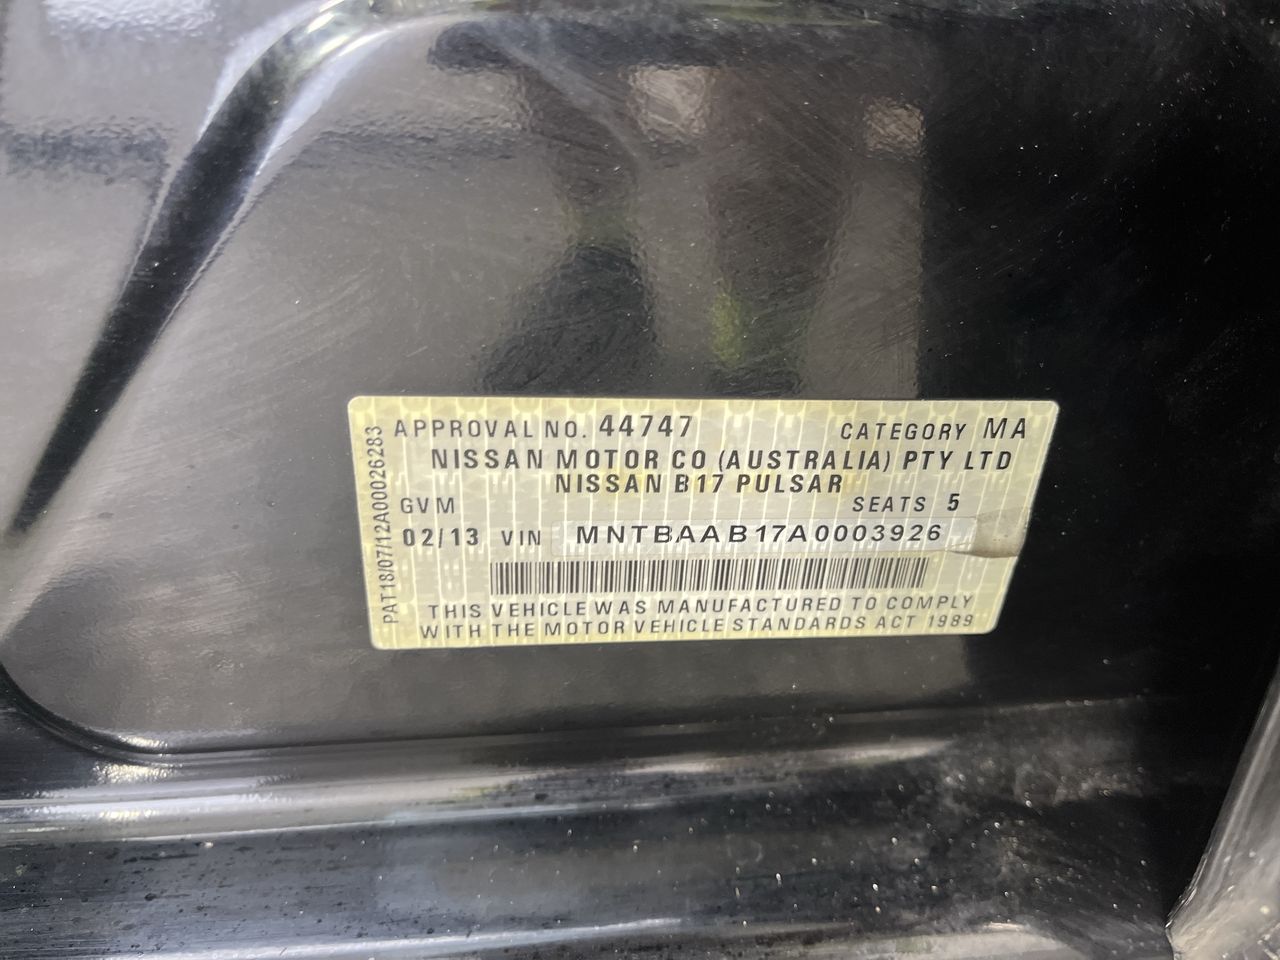 APPROVAL NO. 44747 CATEGORY MA
NISSAN MOTOR CO (AUSTRALIA) PTY LTD
NISSAN B17 PULSAR
GVM SEATS 5
02/13 VIN MNTBAAB17A0003926
THIS VEHICLE WAS MANUFACTURED TO COMPLY
WITH THE MOTOR VEHICLE STANDARDS ACT 1989
PAT18/07/12A00026283